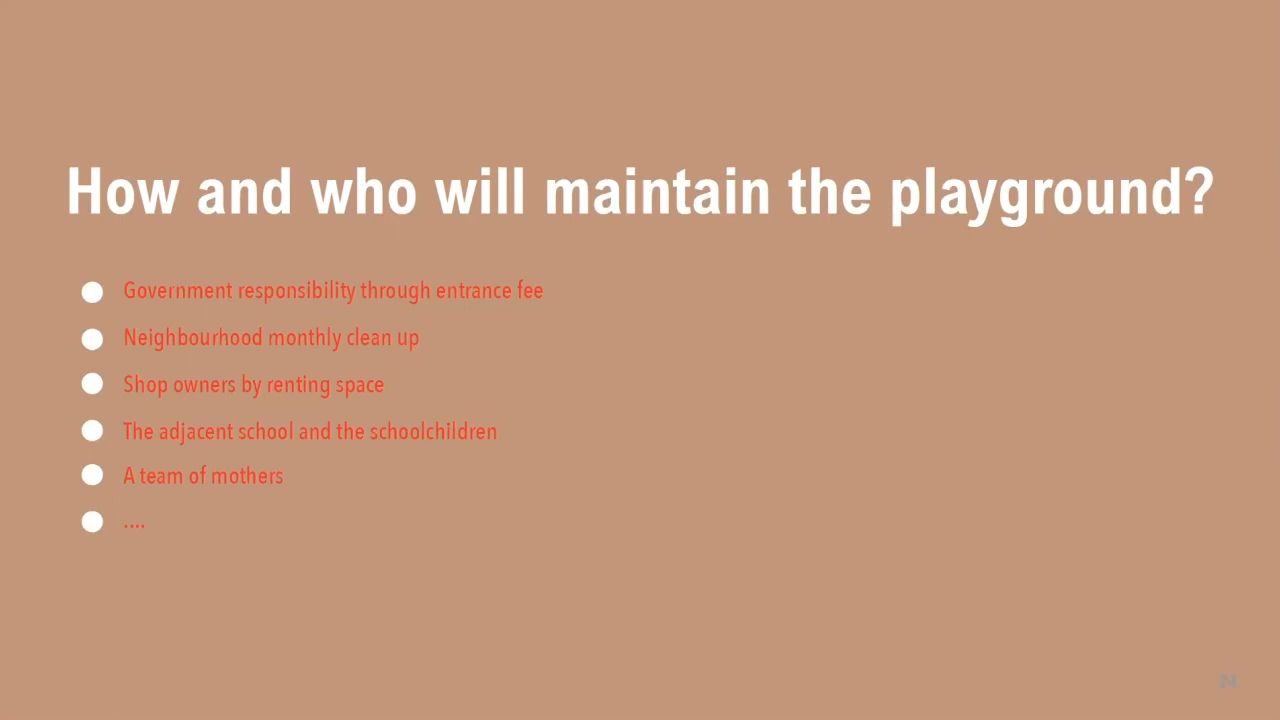 How and who will maintain the playground?
Government responsibility through entrance fee
Neighbourhood monthly clean up
Shop owners by renting space
The adjacent school and the schoolchildren
A team of mothers
....